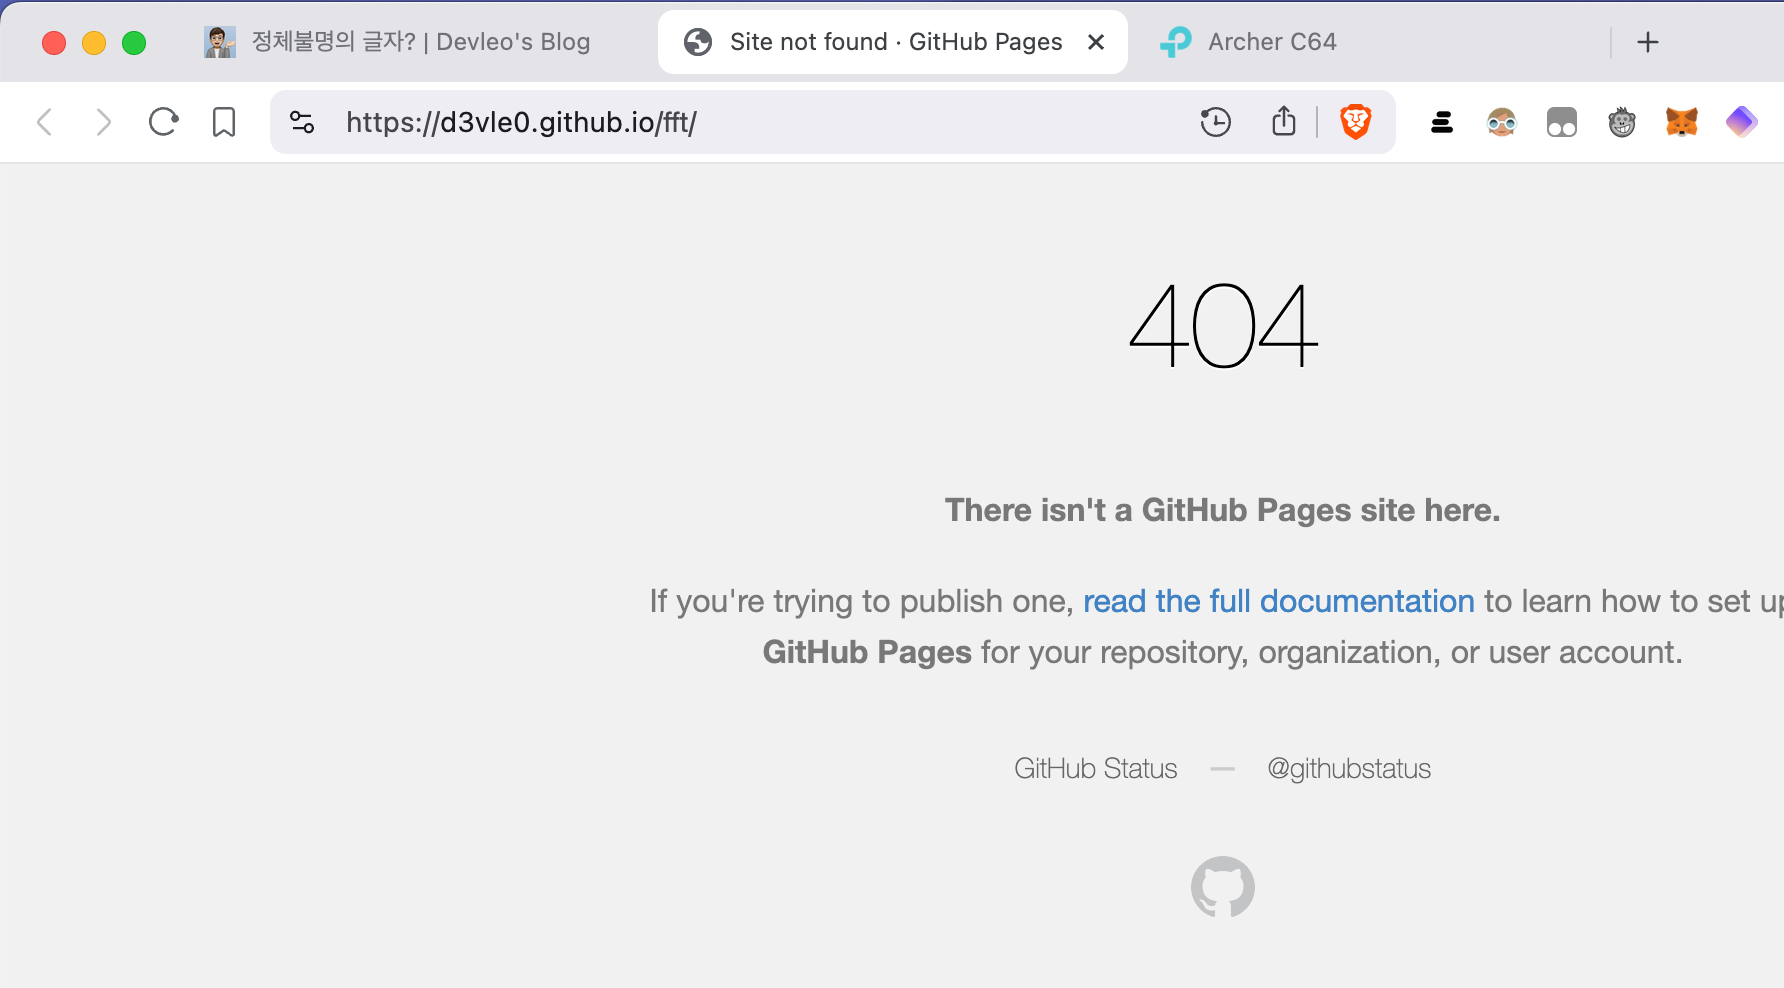 정체불명의 글자? | Devleo's Blog
Site not found · GitHub Pages
Archer C64
https://d3vle0.github.io/fft/
404
There isn't a GitHub Pages site here.
If you're trying to publish one, read the full documentation to learn how to set up
GitHub Pages for your repository, organization, or user account.
GitHub Status — @githubstatus